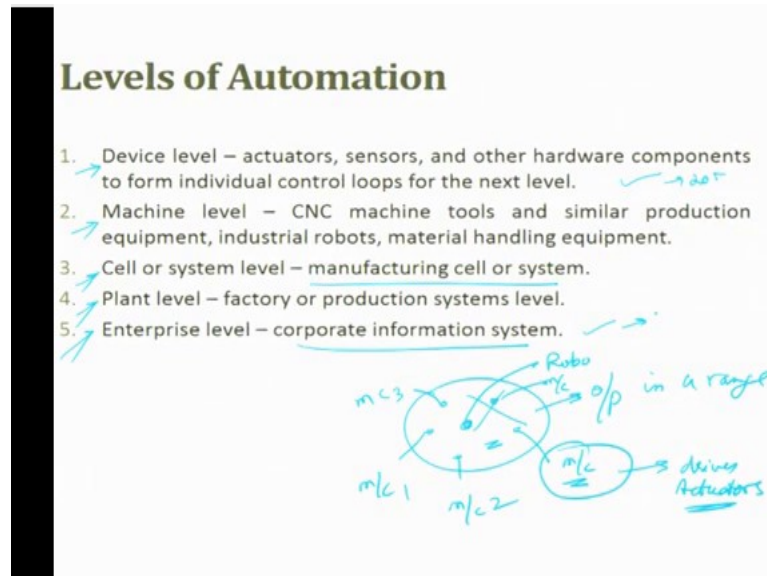 Levels of Automation
1. Device level – actuators, sensors, and other hardware components
to form individual control loops for the next level.
2. Machine level – CNC machine tools and similar production
equipment, industrial robots, material handling equipment.
3. Cell or system level – manufacturing cell or system.
4. Plant level – factory or production systems level.
5. Enterprise level – corporate information system.
Robo
m/c
mc3
o/p in a range
m/c
drives
Actuators
m/c 1
m/c 2